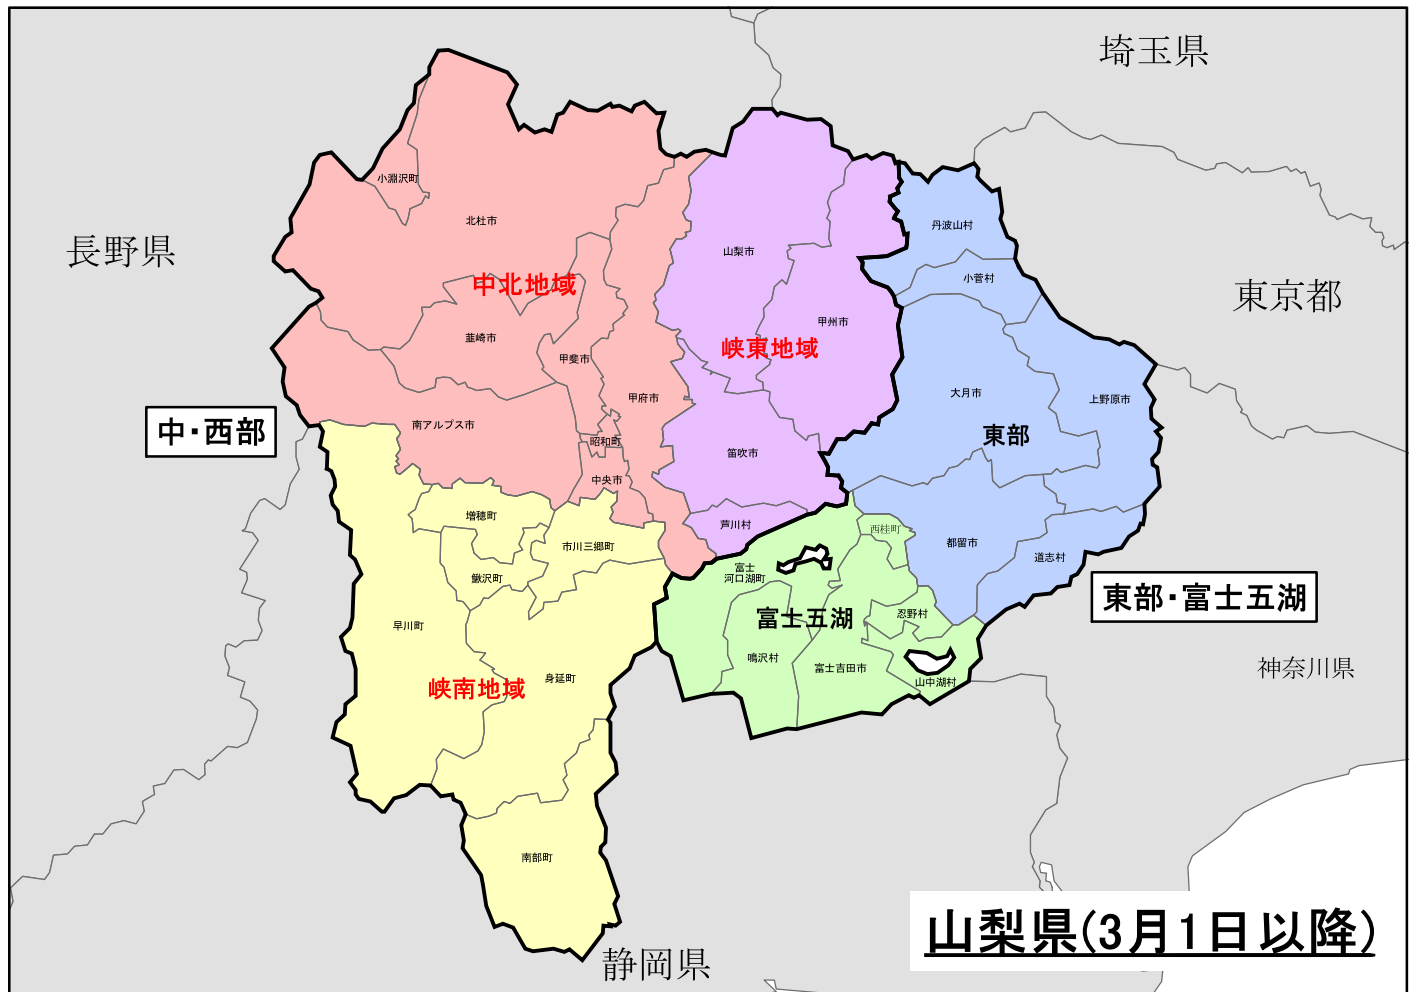 埼玉県
長野県
東京都
神奈川県
静岡県
小淵沢町
北杜市
中北地域
韮崎市
甲斐市
甲府市
南アルプス市
昭和町
中央市
中・西部
山梨市
甲州市
峡東地域
笛吹市
芦川村
丹波山村
小菅村
大月市
上野原市
東部
都留市
道志村
東部・富士五湖
増穂町
市川三郷町
鰍沢町
早川町
身延町
峡南地域
南部町
西桂町
富士
河口湖町
富士五湖
忍野村
鳴沢村
富士吉田市
山中湖村
山梨県(3月1日以降)